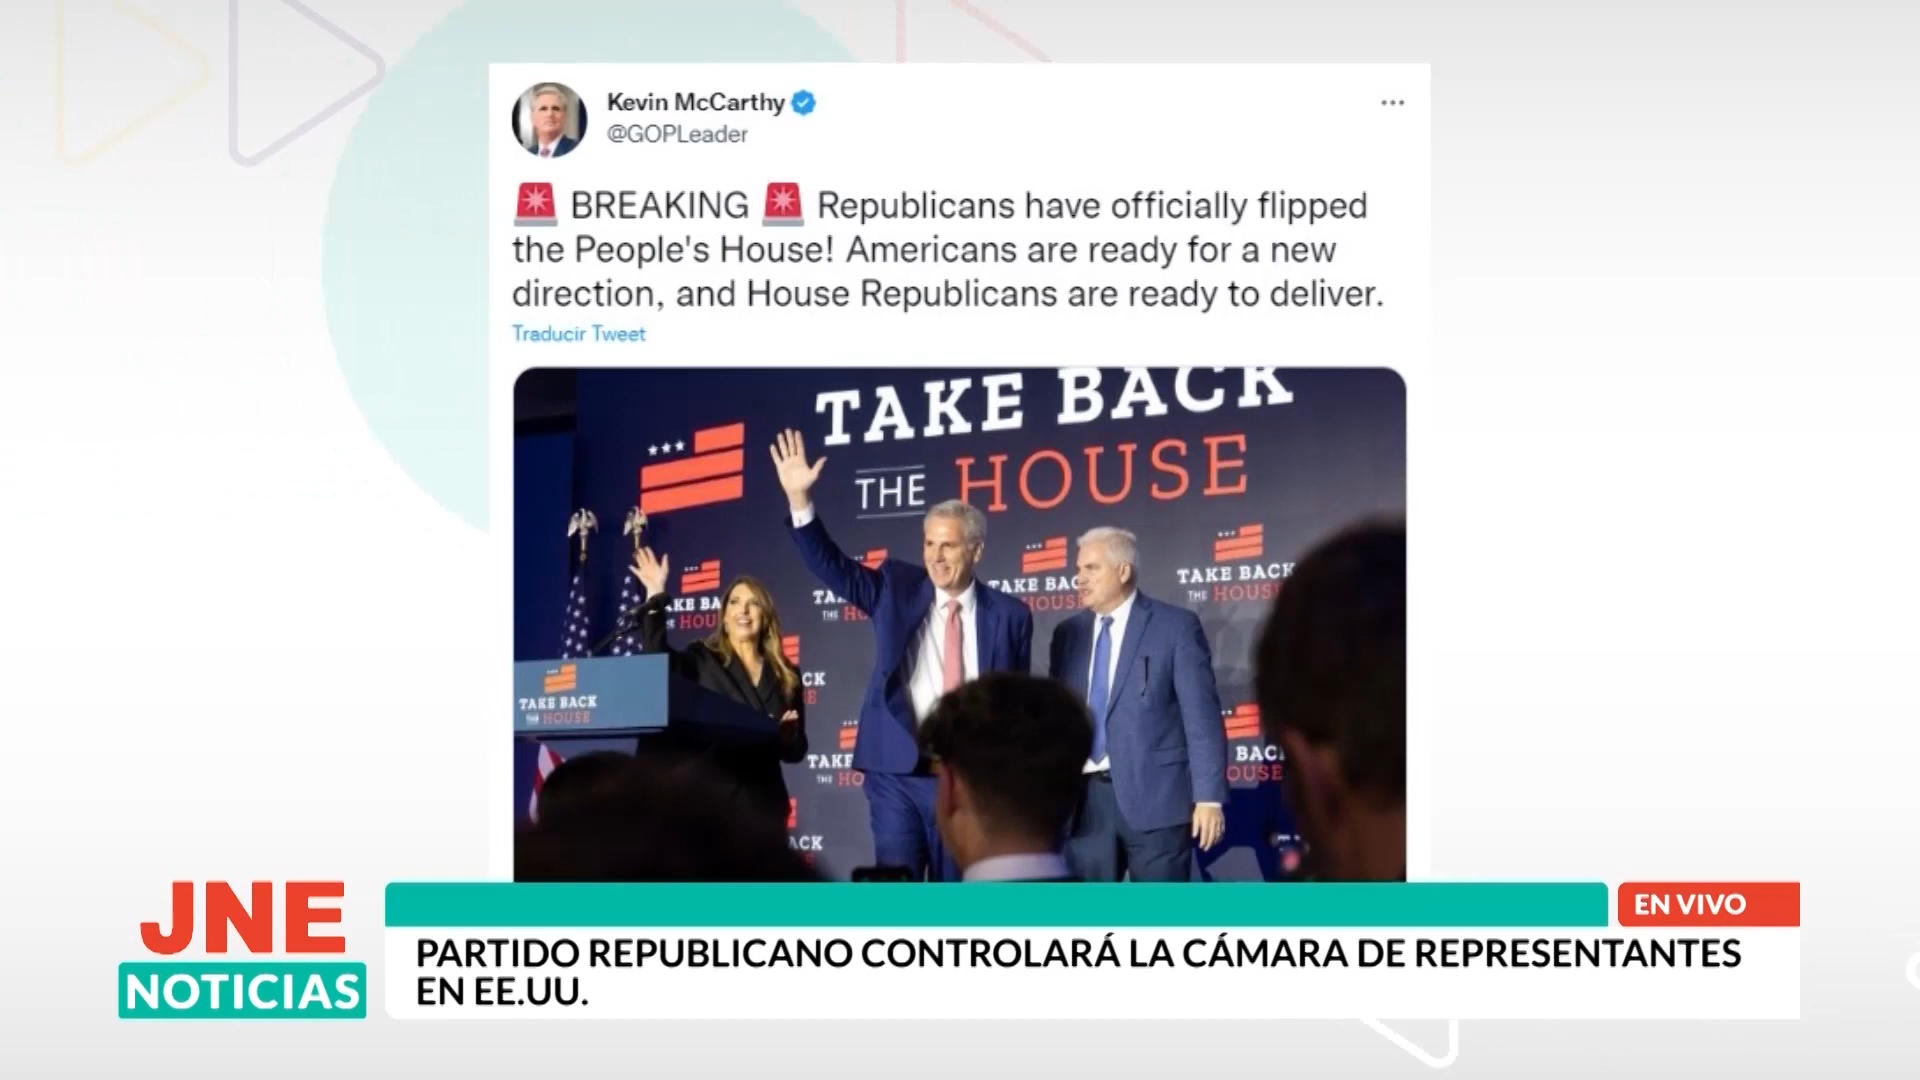 Kevin McCarthy
@GOPLeader
🚨 BREAKING 🚨 Republicans have officially flipped
the People's House! Americans are ready for a new
direction, and House Republicans are ready to deliver.
Traducir Tweet
TAKE BACK
THE HOUSE
TAKE BACK
THE HOUSE
TAKE BACK
THE HOUSE
JNE
NOTICIAS
EN VIVO
PARTIDO REPUBLICANO CONTROLARÁ LA CÁMARA DE REPRESENTANTES
EN EE.UU.